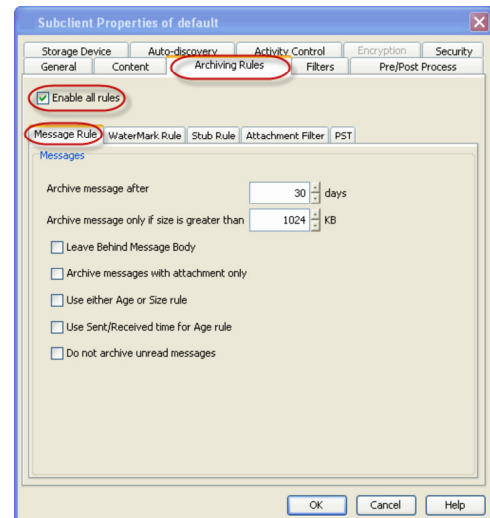 Subclient Properties of default
Storage Device Auto-discovery Activity Control Encryption Security
General Content Archiving Rules Filters Pre/Post Process
Enable all rules
Message Rule WaterMark Rule Stub Rule Attachment Filter PST
Messages
Archive message after 30 days
Archive message only if size is greater than 1024 KB
Leave Behind Message Body
Archive messages with attachment only
Use either Age or Size rule
Use Sent/Received time for Age rule
Do not archive unread messages
OK Cancel Help